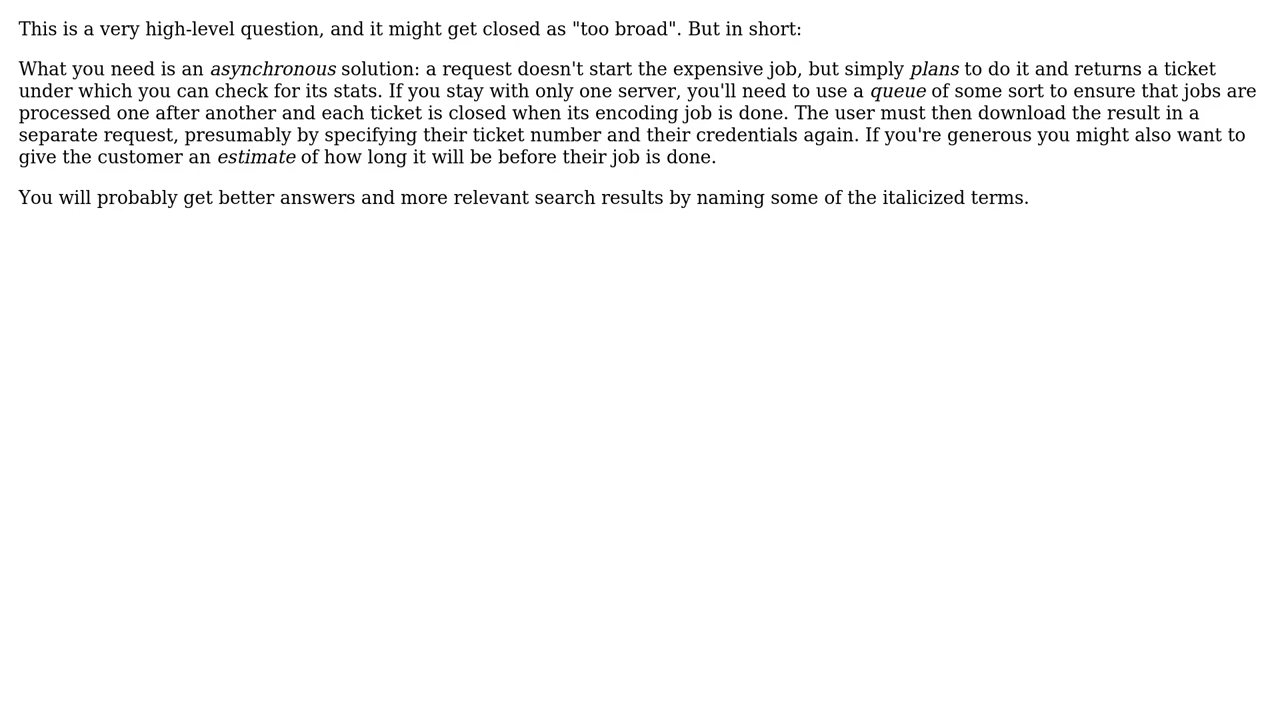 This is a very high-level question, and it might get closed as "too broad". But in short:
What you need is an asynchronous solution: a request doesn't start the expensive job, but simply plans to do it and returns a ticket
under which you can check for its stats. If you stay with only one server, you'll need to use a queue of some sort to ensure that jobs are
processed one after another and each ticket is closed when its encoding job is done. The user must then download the result in a
separate request, presumably by specifying their ticket number and their credentials again. If you're generous you might also want to
give the customer an estimate of how long it will be before their job is done.
You will probably get better answers and more relevant search results by naming some of the italicized terms.